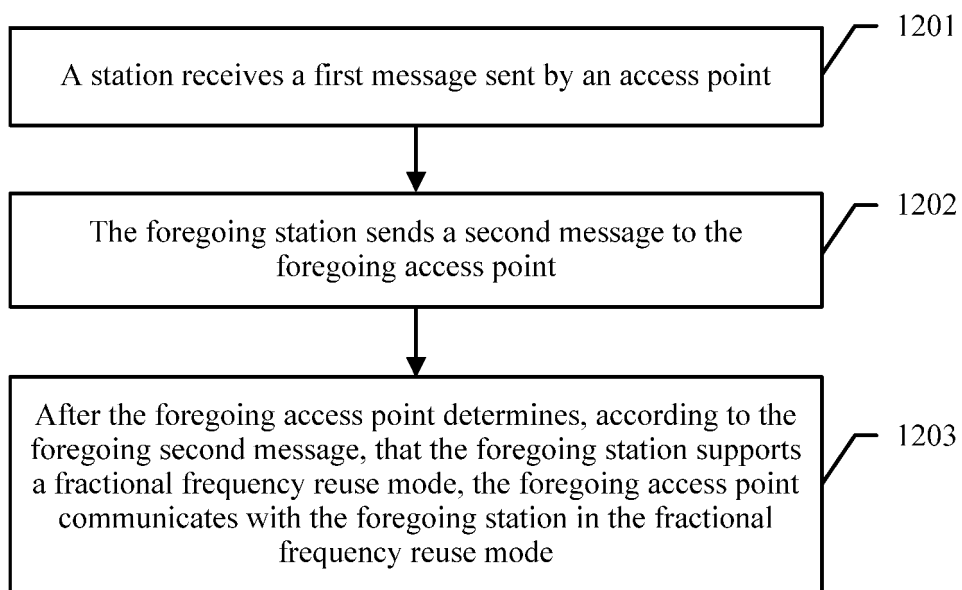 1201
A station receives a first message sent by an access point
1202
The foregoing station sends a second message to the
foregoing access point
After the foregoing access point determines, according to the
foregoing second message, that the foregoing station supports
a fractional frequency reuse mode, the foregoing access point
communicates with the foregoing station in the fractional
frequency reuse mode
1203